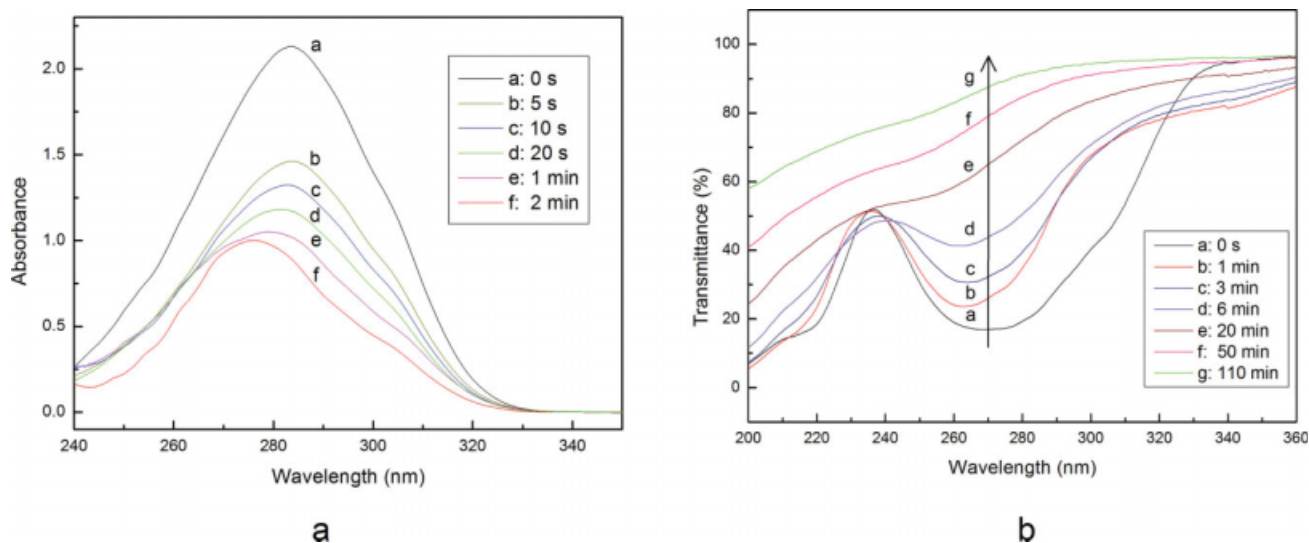 2.0
1.5
1.0
0.5
0.0
Absorbance
240 260 280 300 320 340
Wavelength (nm)
a
b
c
d
e
f
a: 0 s
b: 5 s
c: 10 s
d: 20 s
e: 1 min
f: 2 min
a
100
80
60
40
20
0
Transmittance (%)
200 220 240 260 280 300 320 340 360
Wavelength (nm)
g
f
e
d
c
b
a
a: 0 s
b: 1 min
c: 3 min
d: 6 min
e: 20 min
f: 50 min
g: 110 min
b